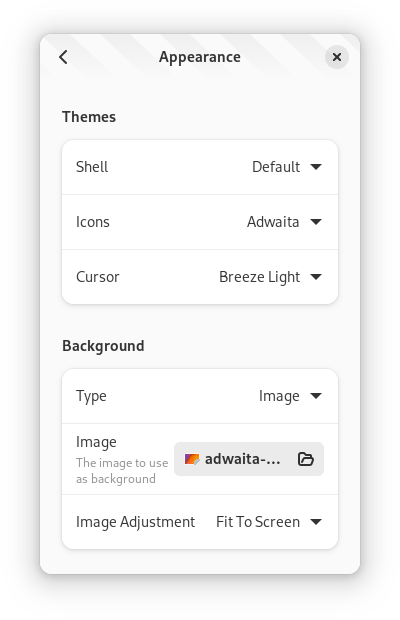 Appearance
Themes
Shell Default
Icons Adwaita
Cursor Breeze Light
Background
Type Image
Image
The image to use
as background
adwaita-...
Image Adjustment Fit To Screen